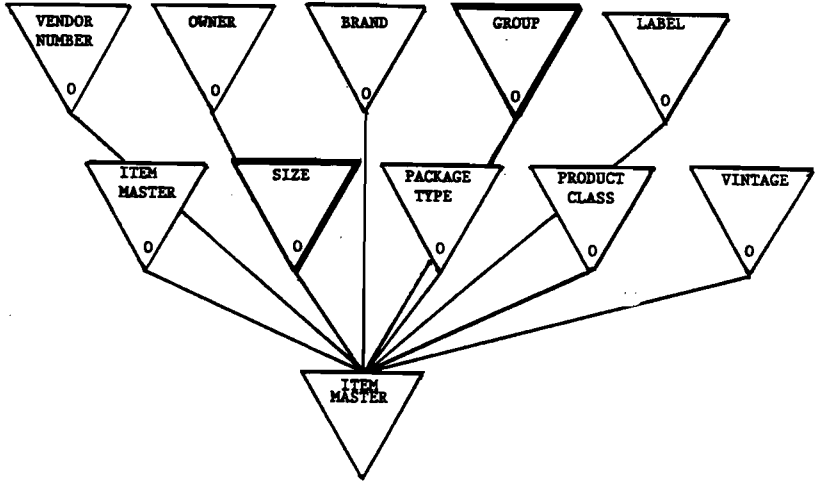 VENDOR
NUMBER
OWNER
BRAND
GROUP
LABEL
0
0
0
0
0
ITEM
MASTER
SIZE
PACKAGE
TYPE
PRODUCT
CLASS
VINTAGE
0
0
0
0
0
ITEM
MASTER